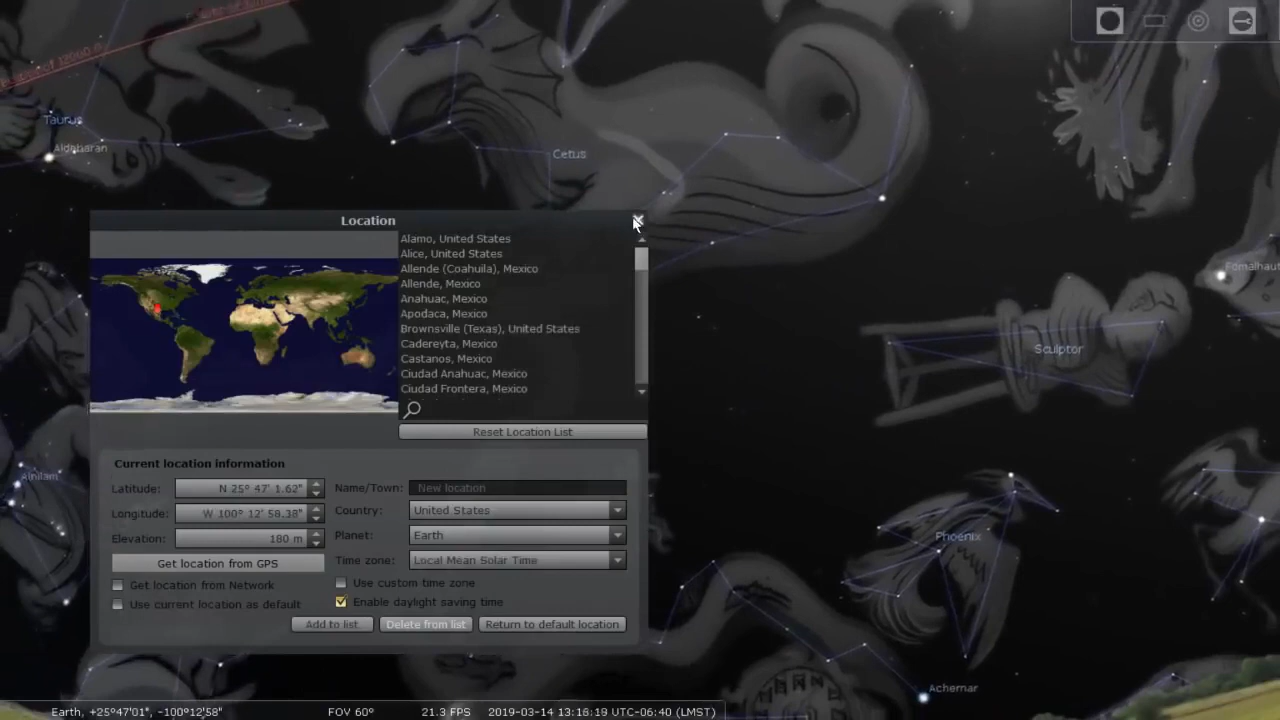 Taurus
Aldebaran
Cetus
Location
Alamo, United States
Alice, United States
Allende (Coahuila), Mexico
Allende, Mexico
Anahuac, Mexico
Apodaca, Mexico
Brownsville (Texas), United States
Cadereyta, Mexico
Castanos, Mexico
Ciudad Anahuac, Mexico
Ciudad Frontera, Mexico
Reset Location List
Fomalhaut
Sculptor
Alnilam
Current location information
Latitude: N 25° 47' 1.62"
Longitude: W 100° 12' 58.38"
Elevation: 180 m
Get location from GPS
Get location from Network
Use current location as default
Name/Town: New location
Country: United States
Planet: Earth
Time zone: Local Mean Solar Time
Use custom time zone
Enable daylight saving time
Add to list
Delete from list
Return to default location
Phoenix
Achernar
Earth, +25°47'01", -100°12'58"
FOV 60°
21.3 FPS
2019-03-14 13:16:19 UTC-06:40 (LMST)